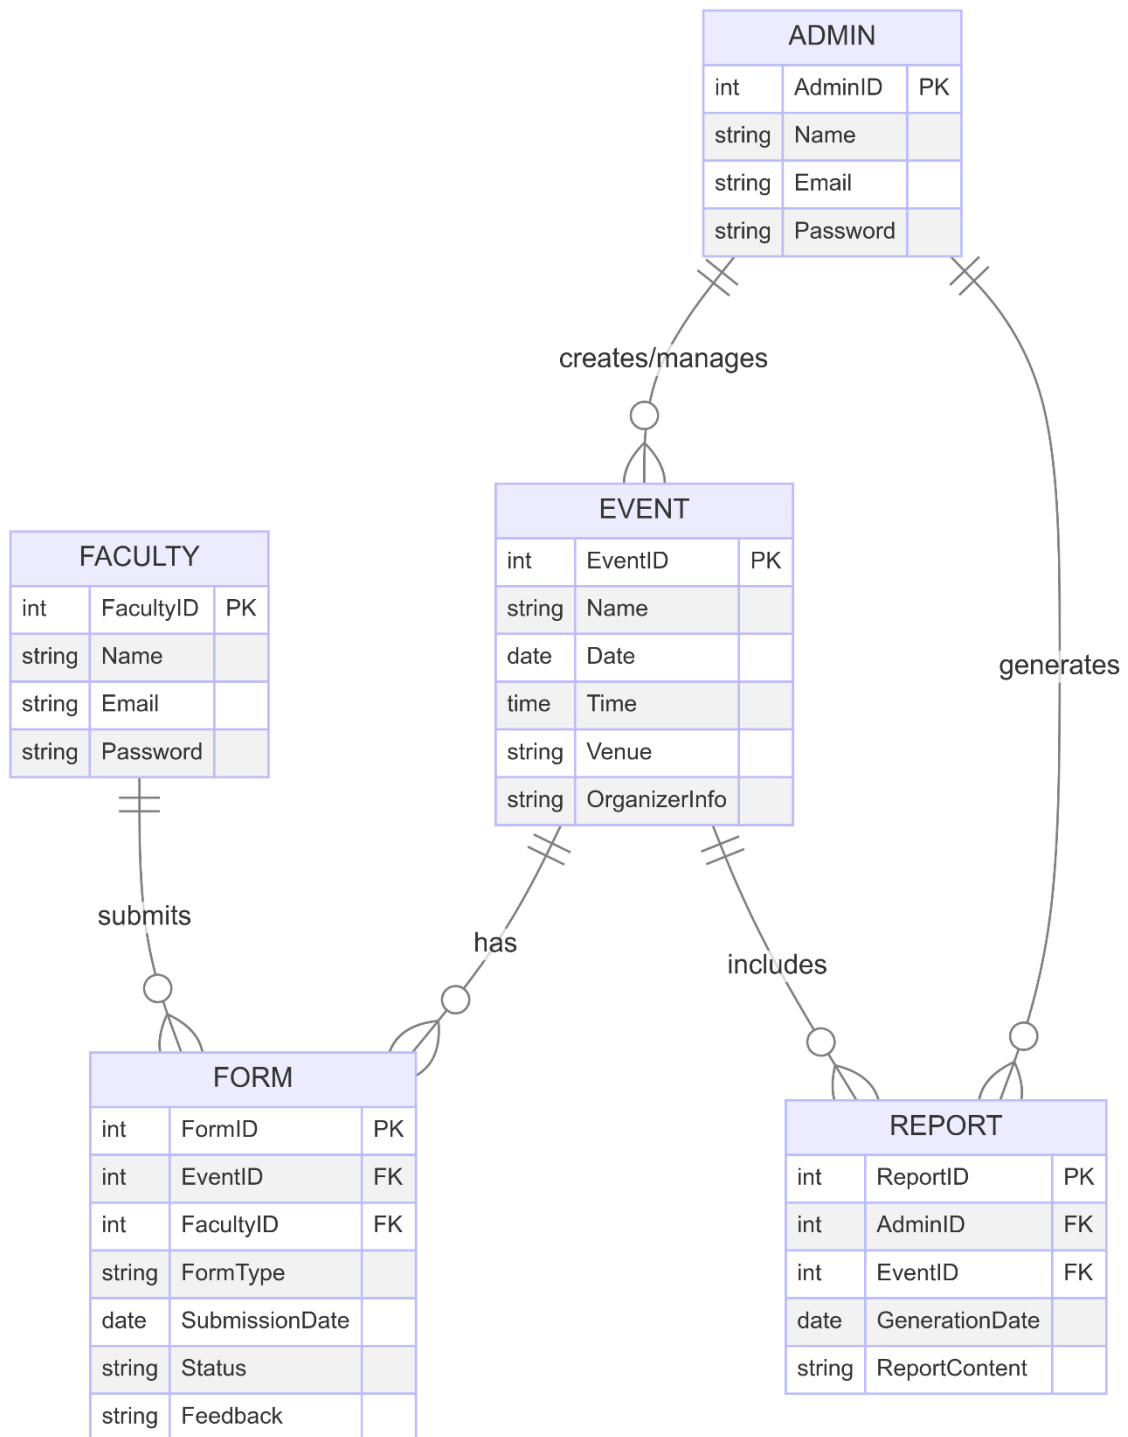 ADMIN
int AdminID PK
string Name
string Email
string Password
creates/manages
EVENT
int EventID PK
string Name
date Date
time Time
string Venue
string OrganizerInfo
generates
FACULTY
int FacultyID PK
string Name
string Email
string Password
submits
has
includes
FORM
int FormID PK
int EventID FK
int FacultyID FK
string FormType
date SubmissionDate
string Status
string Feedback
REPORT
int ReportID PK
int AdminID FK
int EventID FK
date GenerationDate
string ReportContent